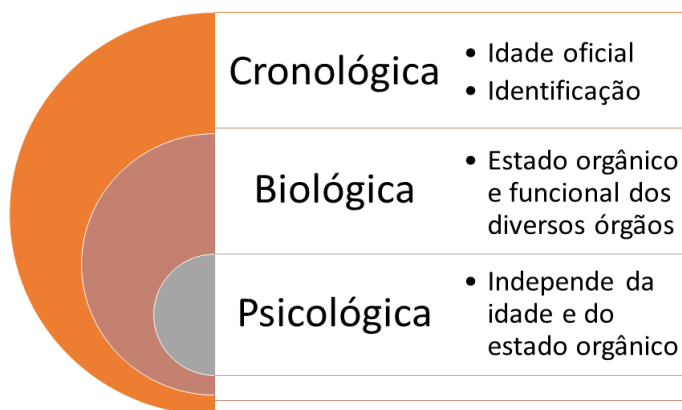 Cronológica
• Idade oficial
• Identificação
Biológica
• Estado orgânico
e funcional dos
diversos órgãos
Psicológica
• Independe da
idade e do
estado orgânico